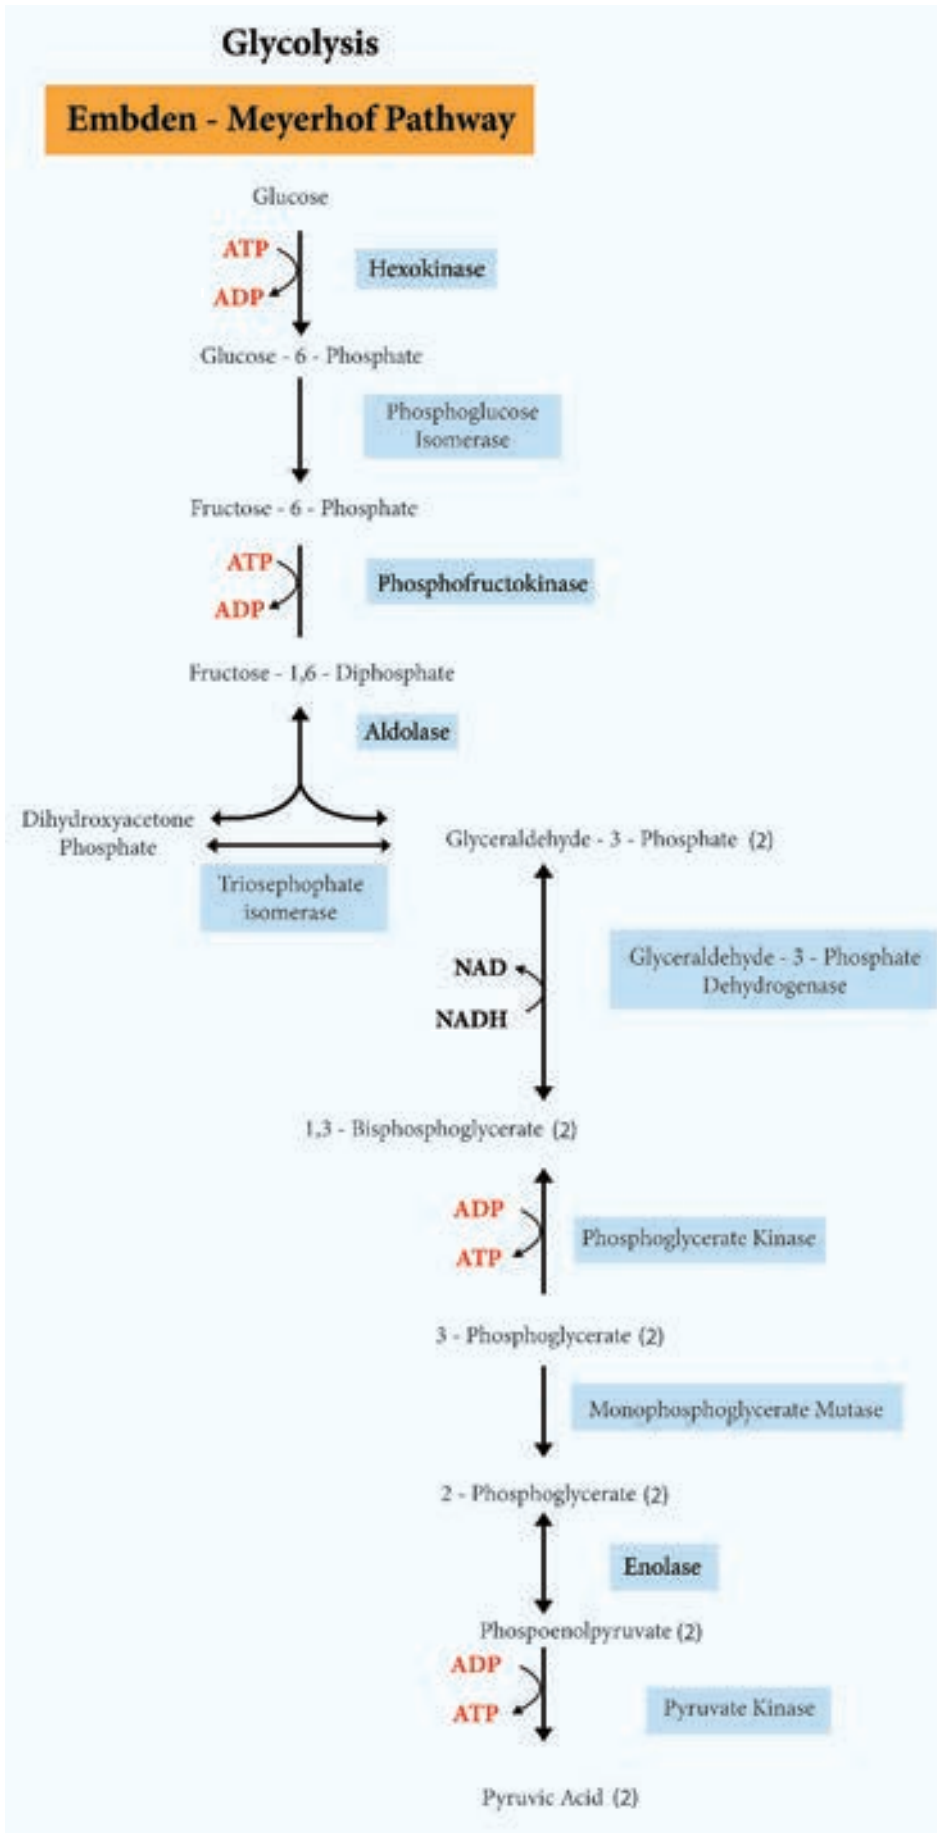 Glycolysis
Embden - Meyerhof Pathway
Glucose
ATP
Hexokinase
ADP
Glucose - 6 - Phosphate
Phosphoglucose
Isomerase
Fructose - 6 - Phosphate
ATP
Phosphofructokinase
ADP
Fructose - 1,6 - Diphosphate
Aldolase
Dihydroxyacetone
Phosphate
Glyceraldehyde - 3 - Phosphate (2)
Triosephophate
isomerase
NAD
Glyceraldehyde - 3 - Phosphate
Dehydrogenase
NADH
1,3 - Bisphosphoglycerate (2)
ADP
Phosphoglycerate Kinase
ATP
3 - Phosphoglycerate (2)
Monophosphoglycerate Mutase
2 - Phosphoglycerate (2)
Enolase
Phospoenolpyruvate (2)
ADP
ATP
Pyruvate Kinase
Pyruvic Acid (2)